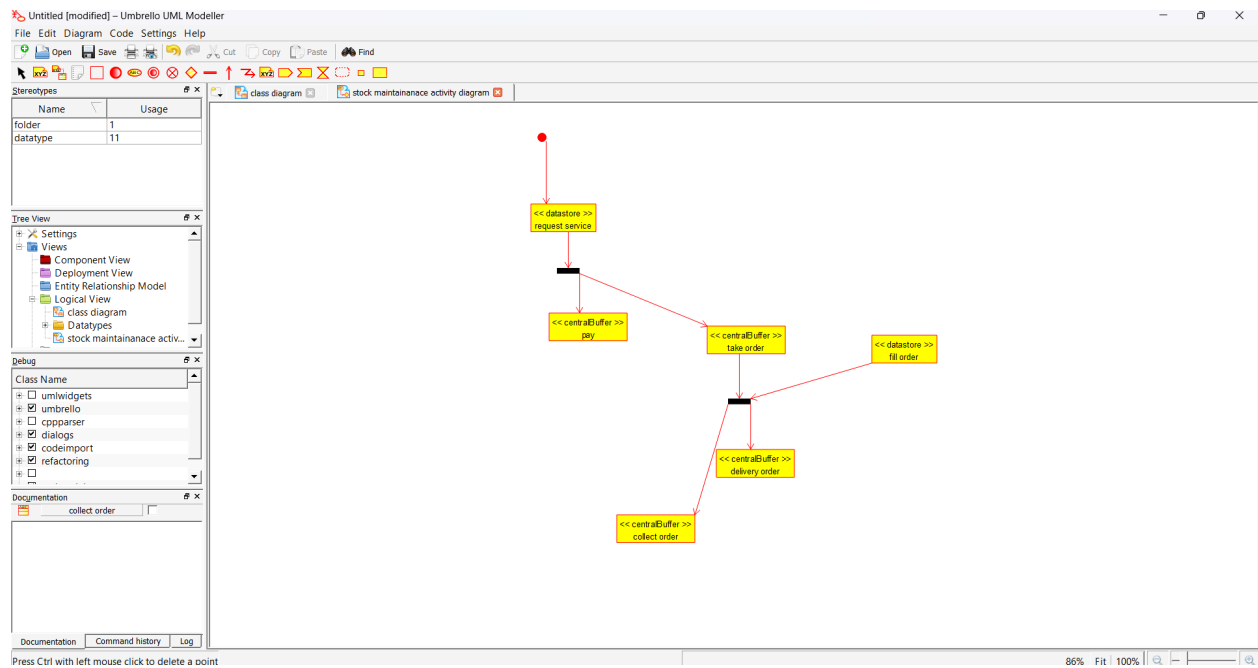 Untitled [modified] – Umbrello UML Modeller
File Edit Diagram Code Settings Help
Open Save Cut Copy Paste Find
XYZ ABC XYZ
Stereotypes
class diagram stock maintainanace activity diagram
Name Usage
folder 1
datatype 11
Tree View
Settings
Views
Component View
Deployment View
Entity Relationship Model
Logical View
class diagram
Datatypes
stock maintainanace activ...
Debug
Class Name
umlwidgets
umbrello
cppparser
dialogs
codeimport
refactoring
Documentation
collect order
<< datastore >>
request service
<< centralBuffer >>
pay
<< centralBuffer >>
take order
<< datastore >>
fill order
<< centralBuffer >>
delivery order
<< centralBuffer >>
collect order
Documentation Command history Log
Press Ctrl with left mouse click to delete a point
86% Fit 100%